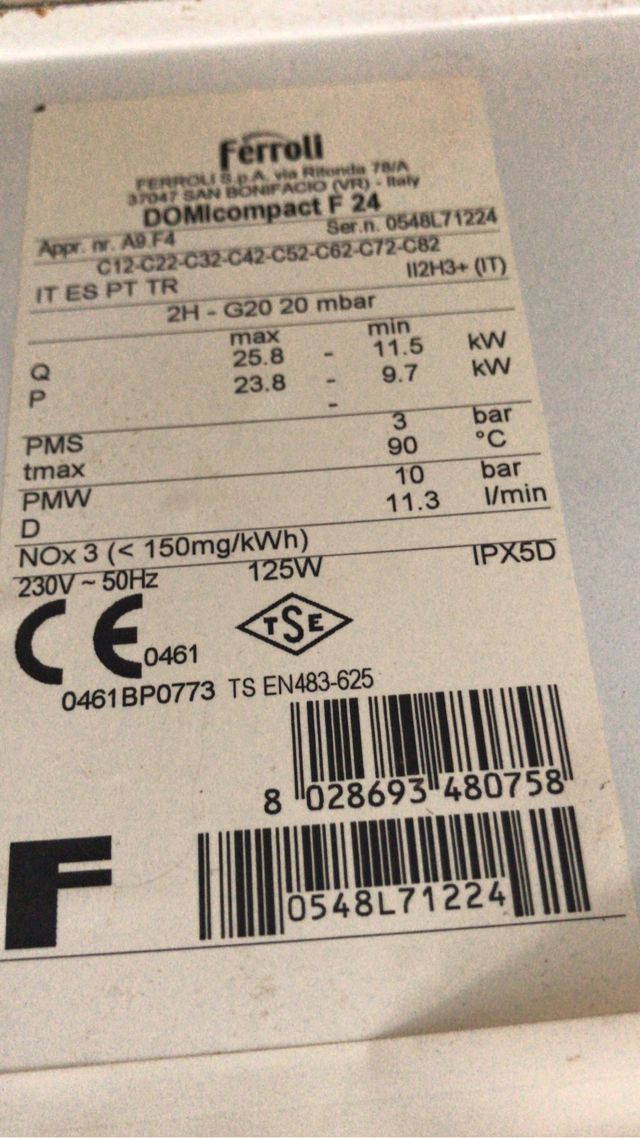 Ferroli
FERROLI S.p.A. via Ritonda 78/A
37047 SAN BONIFACIO (VR) - Italy
DOMIcompact F 24
Appr. nr. A9.F4 Ser.n. 0548L71224
C12-C22-C32-C42-C52-C62-C72-C82
IT ES PT TR II2H3+ (IT)
2H - G20 20 mbar
max min
Q 25.8 - 11.5 kW
P 23.8 - 9.7 kW
-
PMS 3 bar
tmax 90 °C
PMW 10 bar
D 11.3 l/min
NOx 3 (< 150mg/kWh)
230V ~ 50Hz 125W IPX5D
CE 0461 TSE
0461BP0773 TS EN483-625
8 028693 480758
F
0548L71224